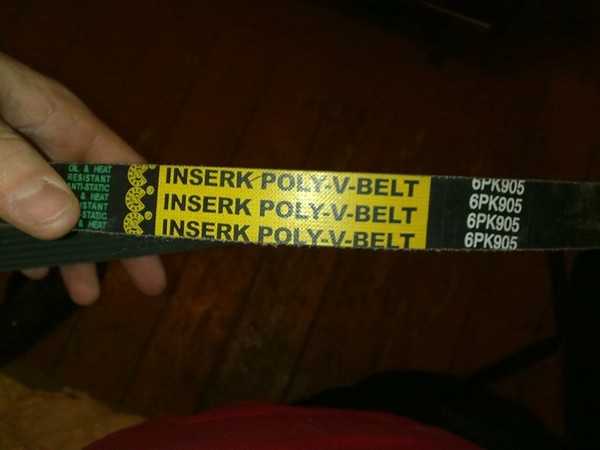 OIL & HEAT
RESISTANT
ANTI-STATIC
& HEAT
STANT
-STATIC
& HEAT
INSERK POLY-V-BELT
INSERK POLY-V-BELT
INSERK POLY-V-BELT
6PK905
6PK905
6PK905
6PK905